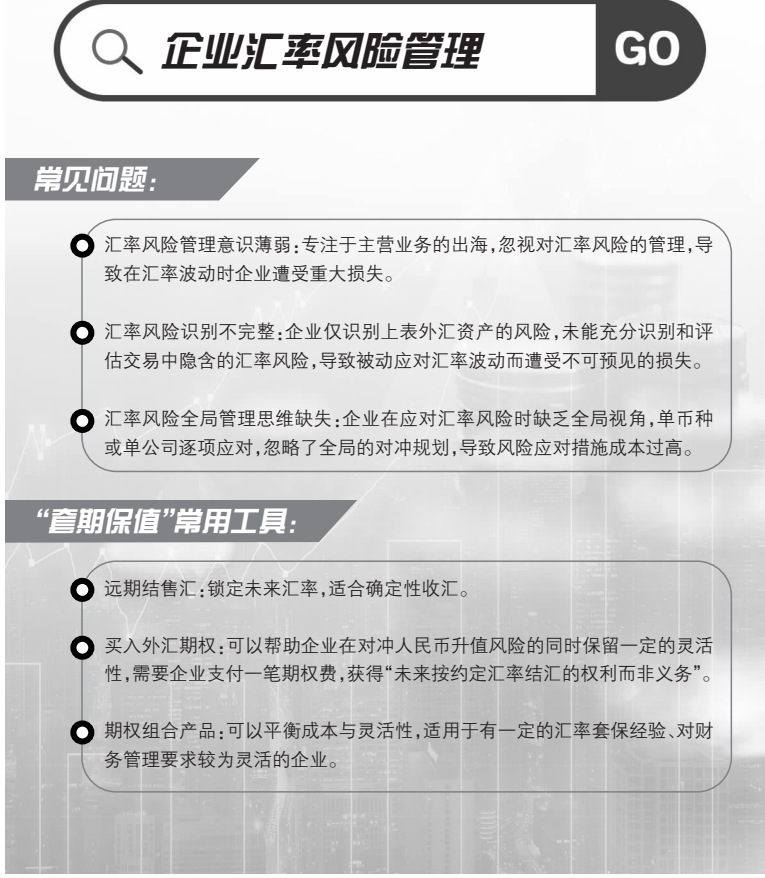 企业汇率风险管理
GO
常见问题：
汇率风险管理意识薄弱：专注于主营业务的出海，忽视对汇率风险的管理，导
致在汇率波动时企业遭受重大损失。
汇率风险识别不完整：企业仅识别上表外汇资产的风险，未能充分识别和评
估交易中隐含的汇率风险，导致被动应对汇率波动而遭受不可预见的损失。
汇率风险全局管理思维缺失：企业在应对汇率风险时缺乏全局视角，单币种
或单公司逐项应对，忽略了全局的对冲规划，导致风险应对措施成本过高。
“套期保值”常用工具：
远期结售汇：锁定未来汇率，适合确定性收汇。
买入外汇期权：可以帮助企业在对冲人民币升值风险的同时保留一定的灵活
性，需要企业支付一笔期权费，获得“未来按约定汇率结汇的权利而非义务”。
期权组合产品：可以平衡成本与灵活性，适用于有一定的汇率套保经验、对财
务管理要求较为灵活的企业。